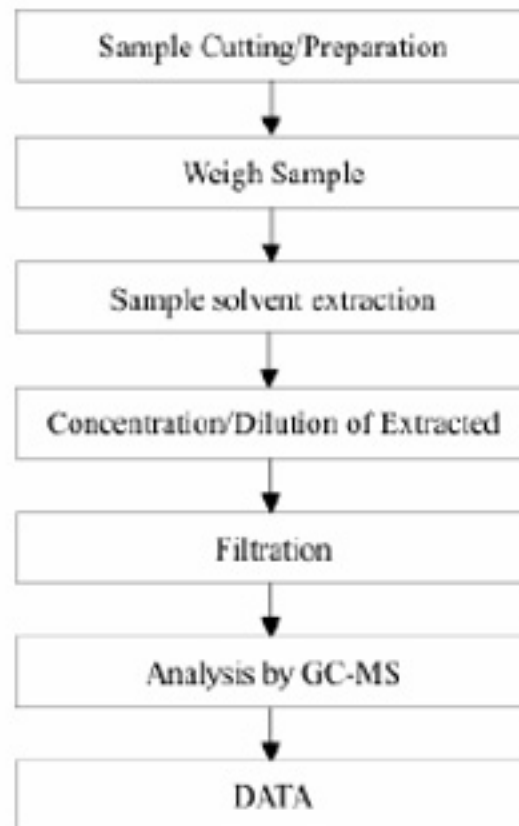 Sample Cutting/Preparation
Weigh Sample
Sample solvent extraction
Concentration/Dilution of Extracted
Filtration
Analysis by GC-MS
DATA